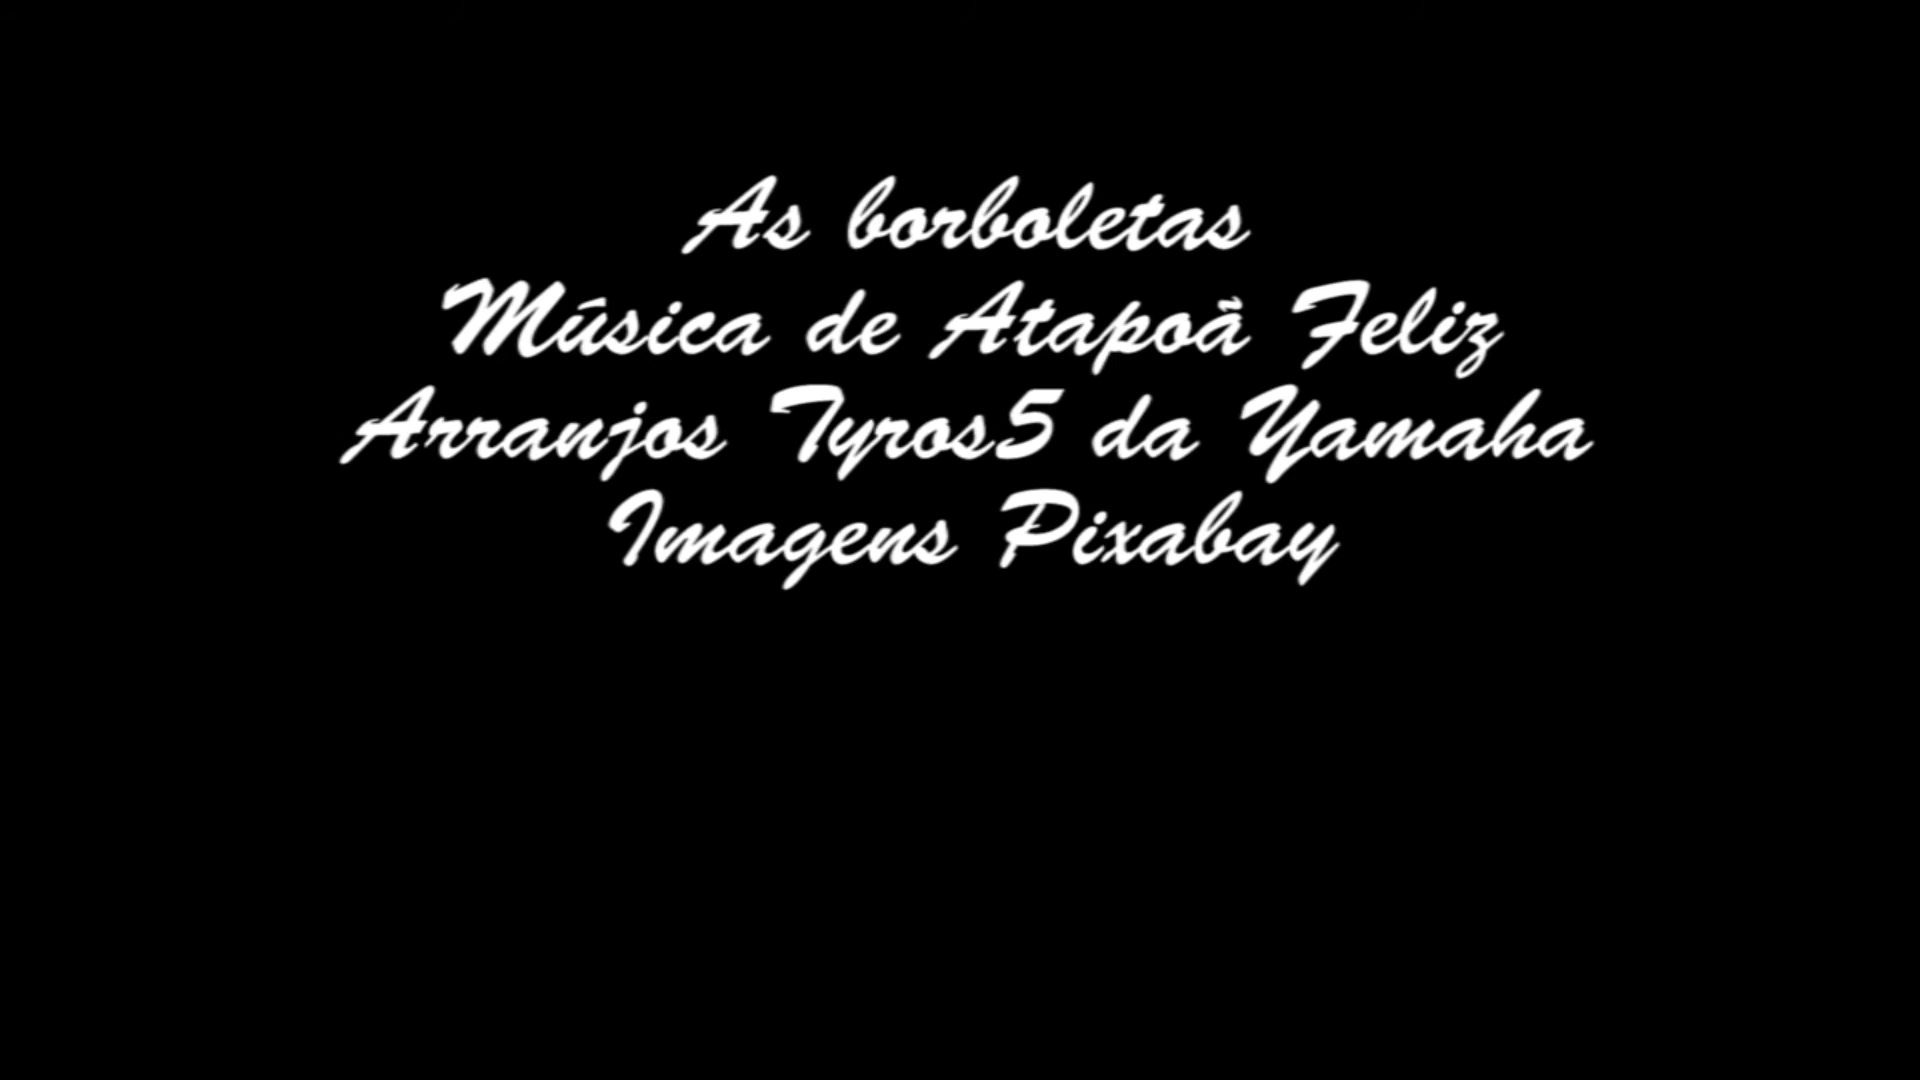 As borboletas
Música de Atapoã Feliz
Arranjos Tyros5 da Yamaha
Imagens Pixabay